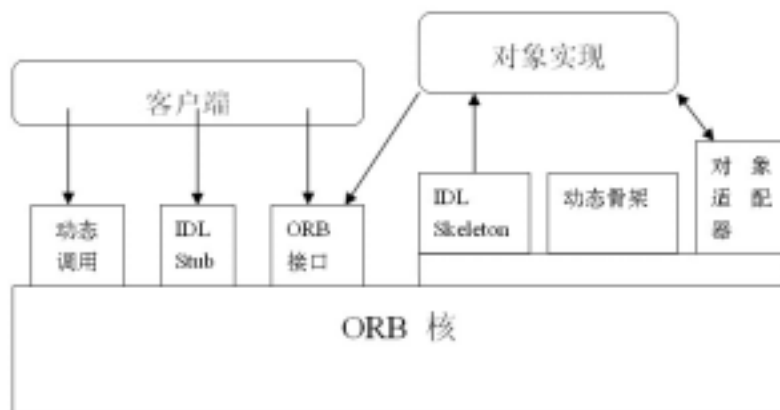 对象实现
客户端
动态
调用
IDL
Stub
ORB
接口
IDL
Skeleton
动态骨架
对 象
适 配
器
ORB 核